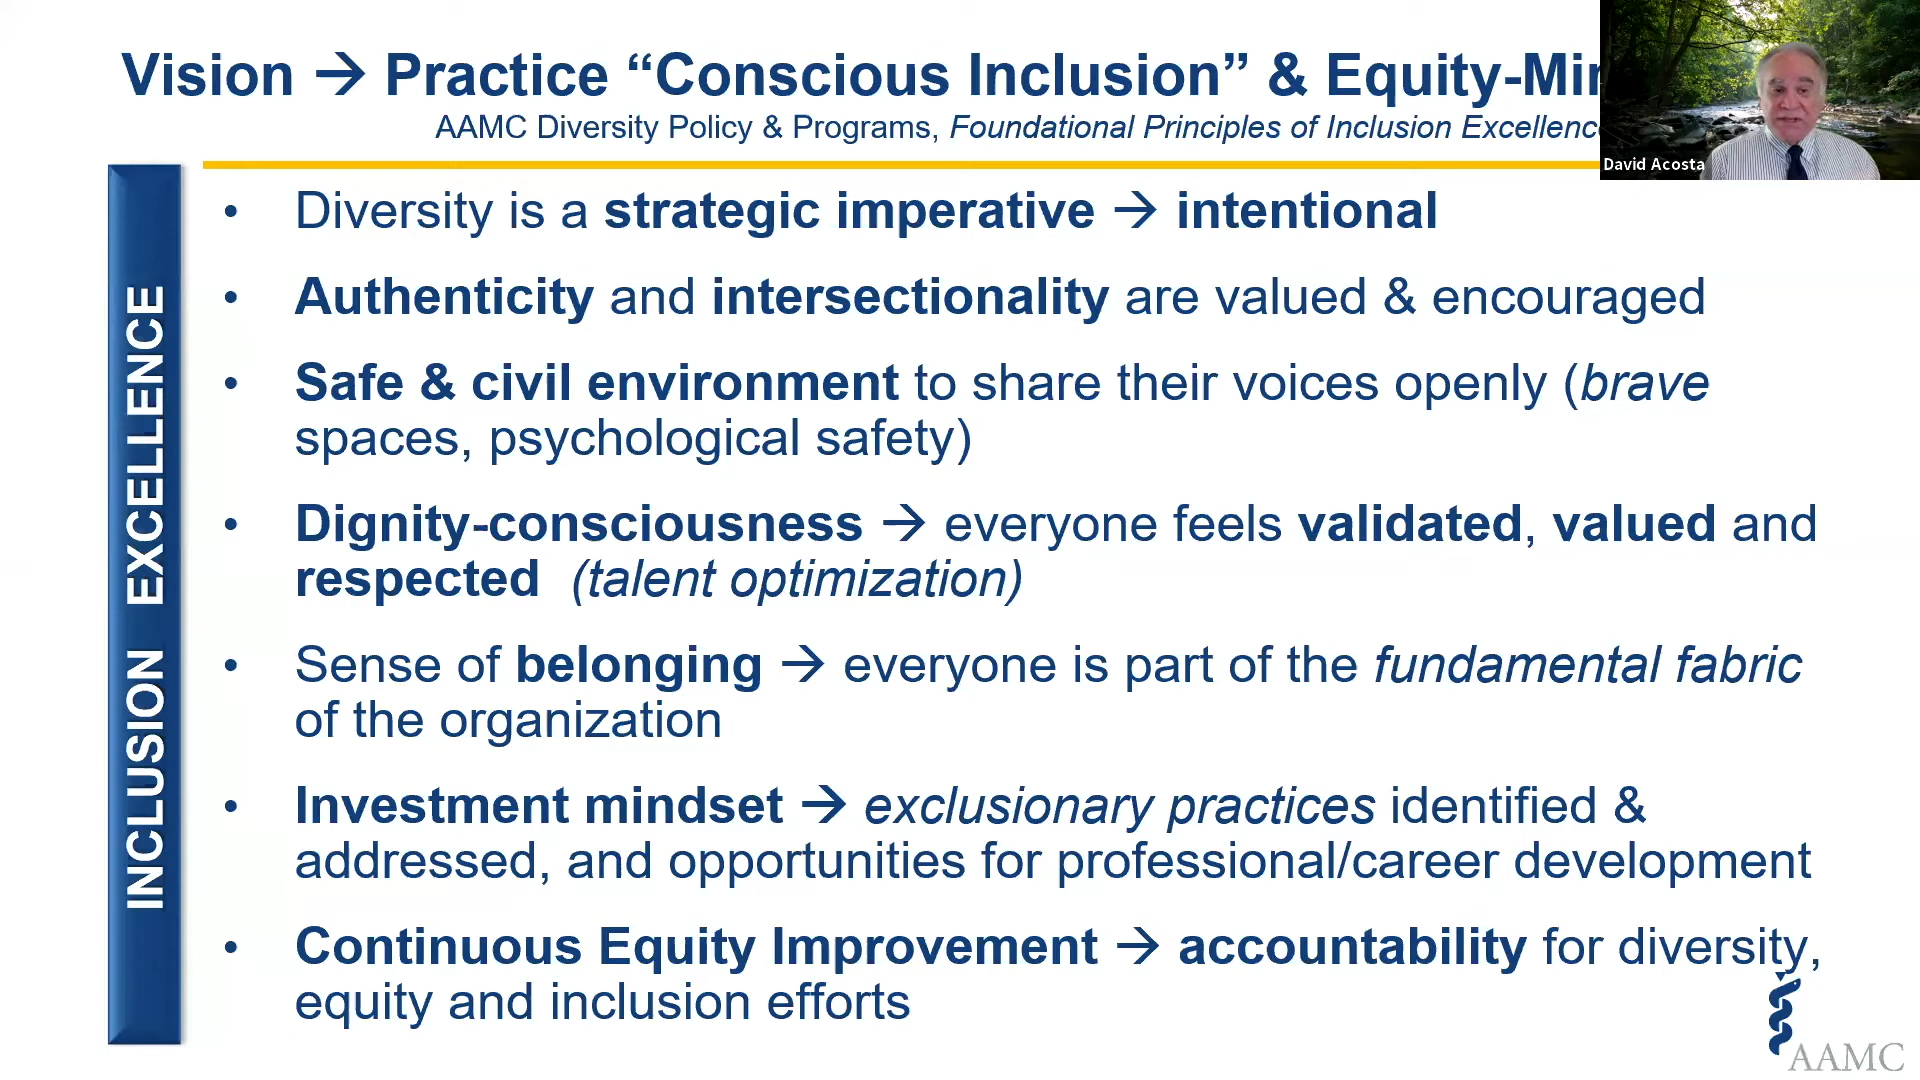 Vision → Practice “Conscious Inclusion” & Equity-Min
AAMC Diversity Policy & Programs, Foundational Principles of Inclusion Excellence
David Acosta
INCLUSION EXCELLENCE
• Diversity is a strategic imperative → intentional
• Authenticity and intersectionality are valued & encouraged
• Safe & civil environment to share their voices openly (brave
spaces, psychological safety)
• Dignity-consciousness → everyone feels validated, valued and
respected (talent optimization)
• Sense of belonging → everyone is part of the fundamental fabric
of the organization
• Investment mindset → exclusionary practices identified &
addressed, and opportunities for professional/career development
• Continuous Equity Improvement → accountability for diversity,
equity and inclusion efforts
AAMC